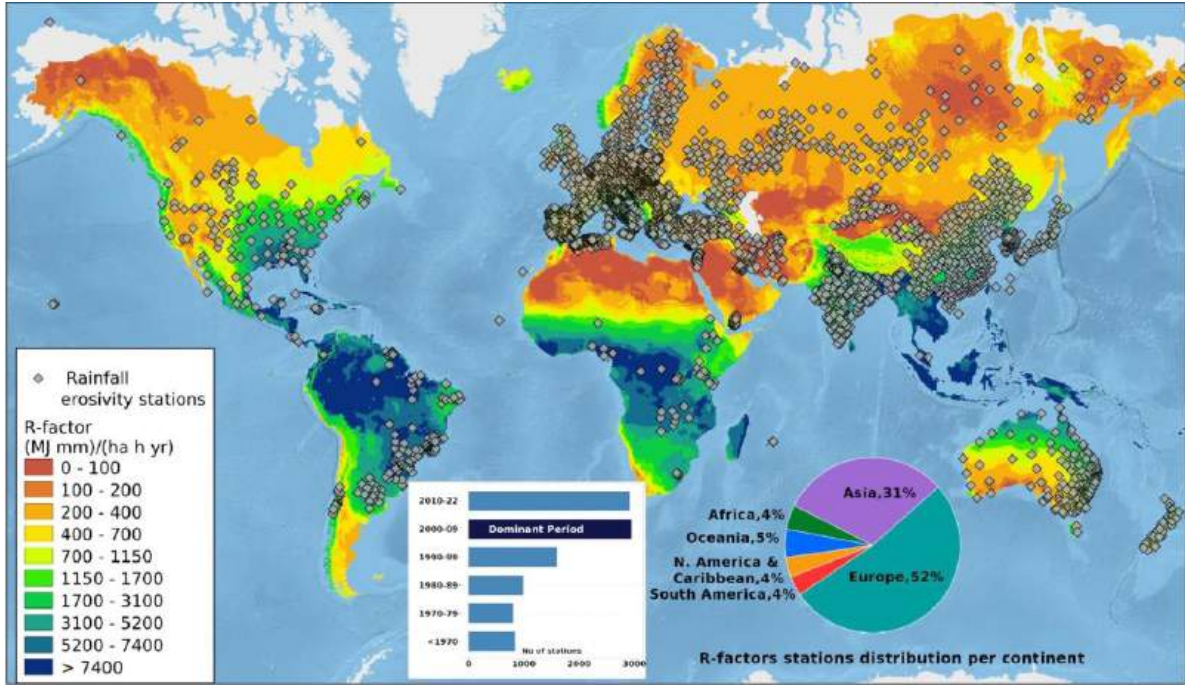 Rainfall
erosivity stations
R-factor
(MJ mm)/(ha h yr)
0 - 100
100 - 200
200 - 400
400 - 700
700 - 1150
1150 - 1700
1700 - 3100
3100 - 5200
5200 - 7400
> 7400
2010-22
2000-09
Dominant Period
1990-99
1980-89
1970-79
<1970
Nu of stations
0 1000 2000 3000
Asia,31%
Africa,4%
Oceania,5%
N. America &
Caribbean,4%
South America,4%
Europe,52%
R-factors stations distribution per continent